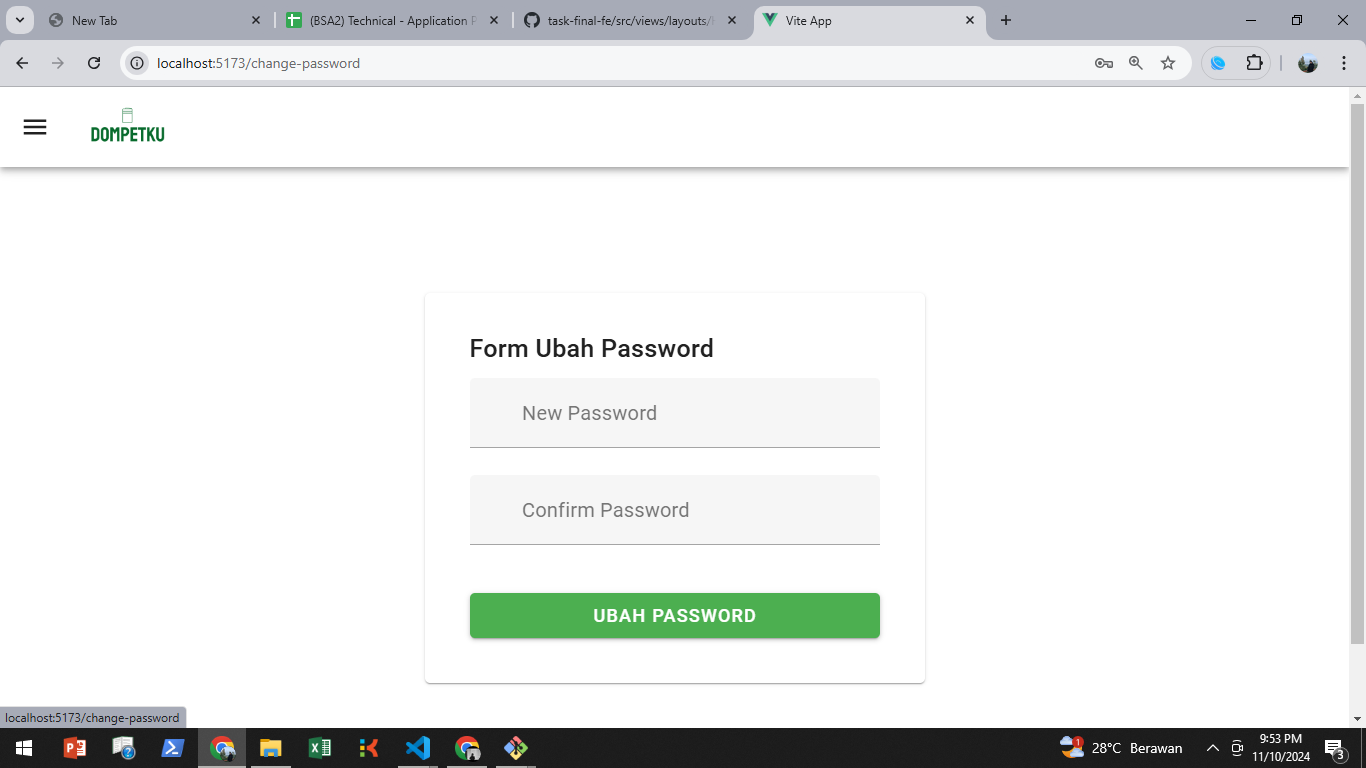 New Tab
(BSA2) Technical - Application P
task-final-fe/src/views/layouts/
Vite App
localhost:5173/change-password
DOMPETKU
Form Ubah Password
New Password
Confirm Password
UBAH PASSWORD
localhost:5173/change-password
1
28°C Berawan
9:53 PM
11/10/2024
3